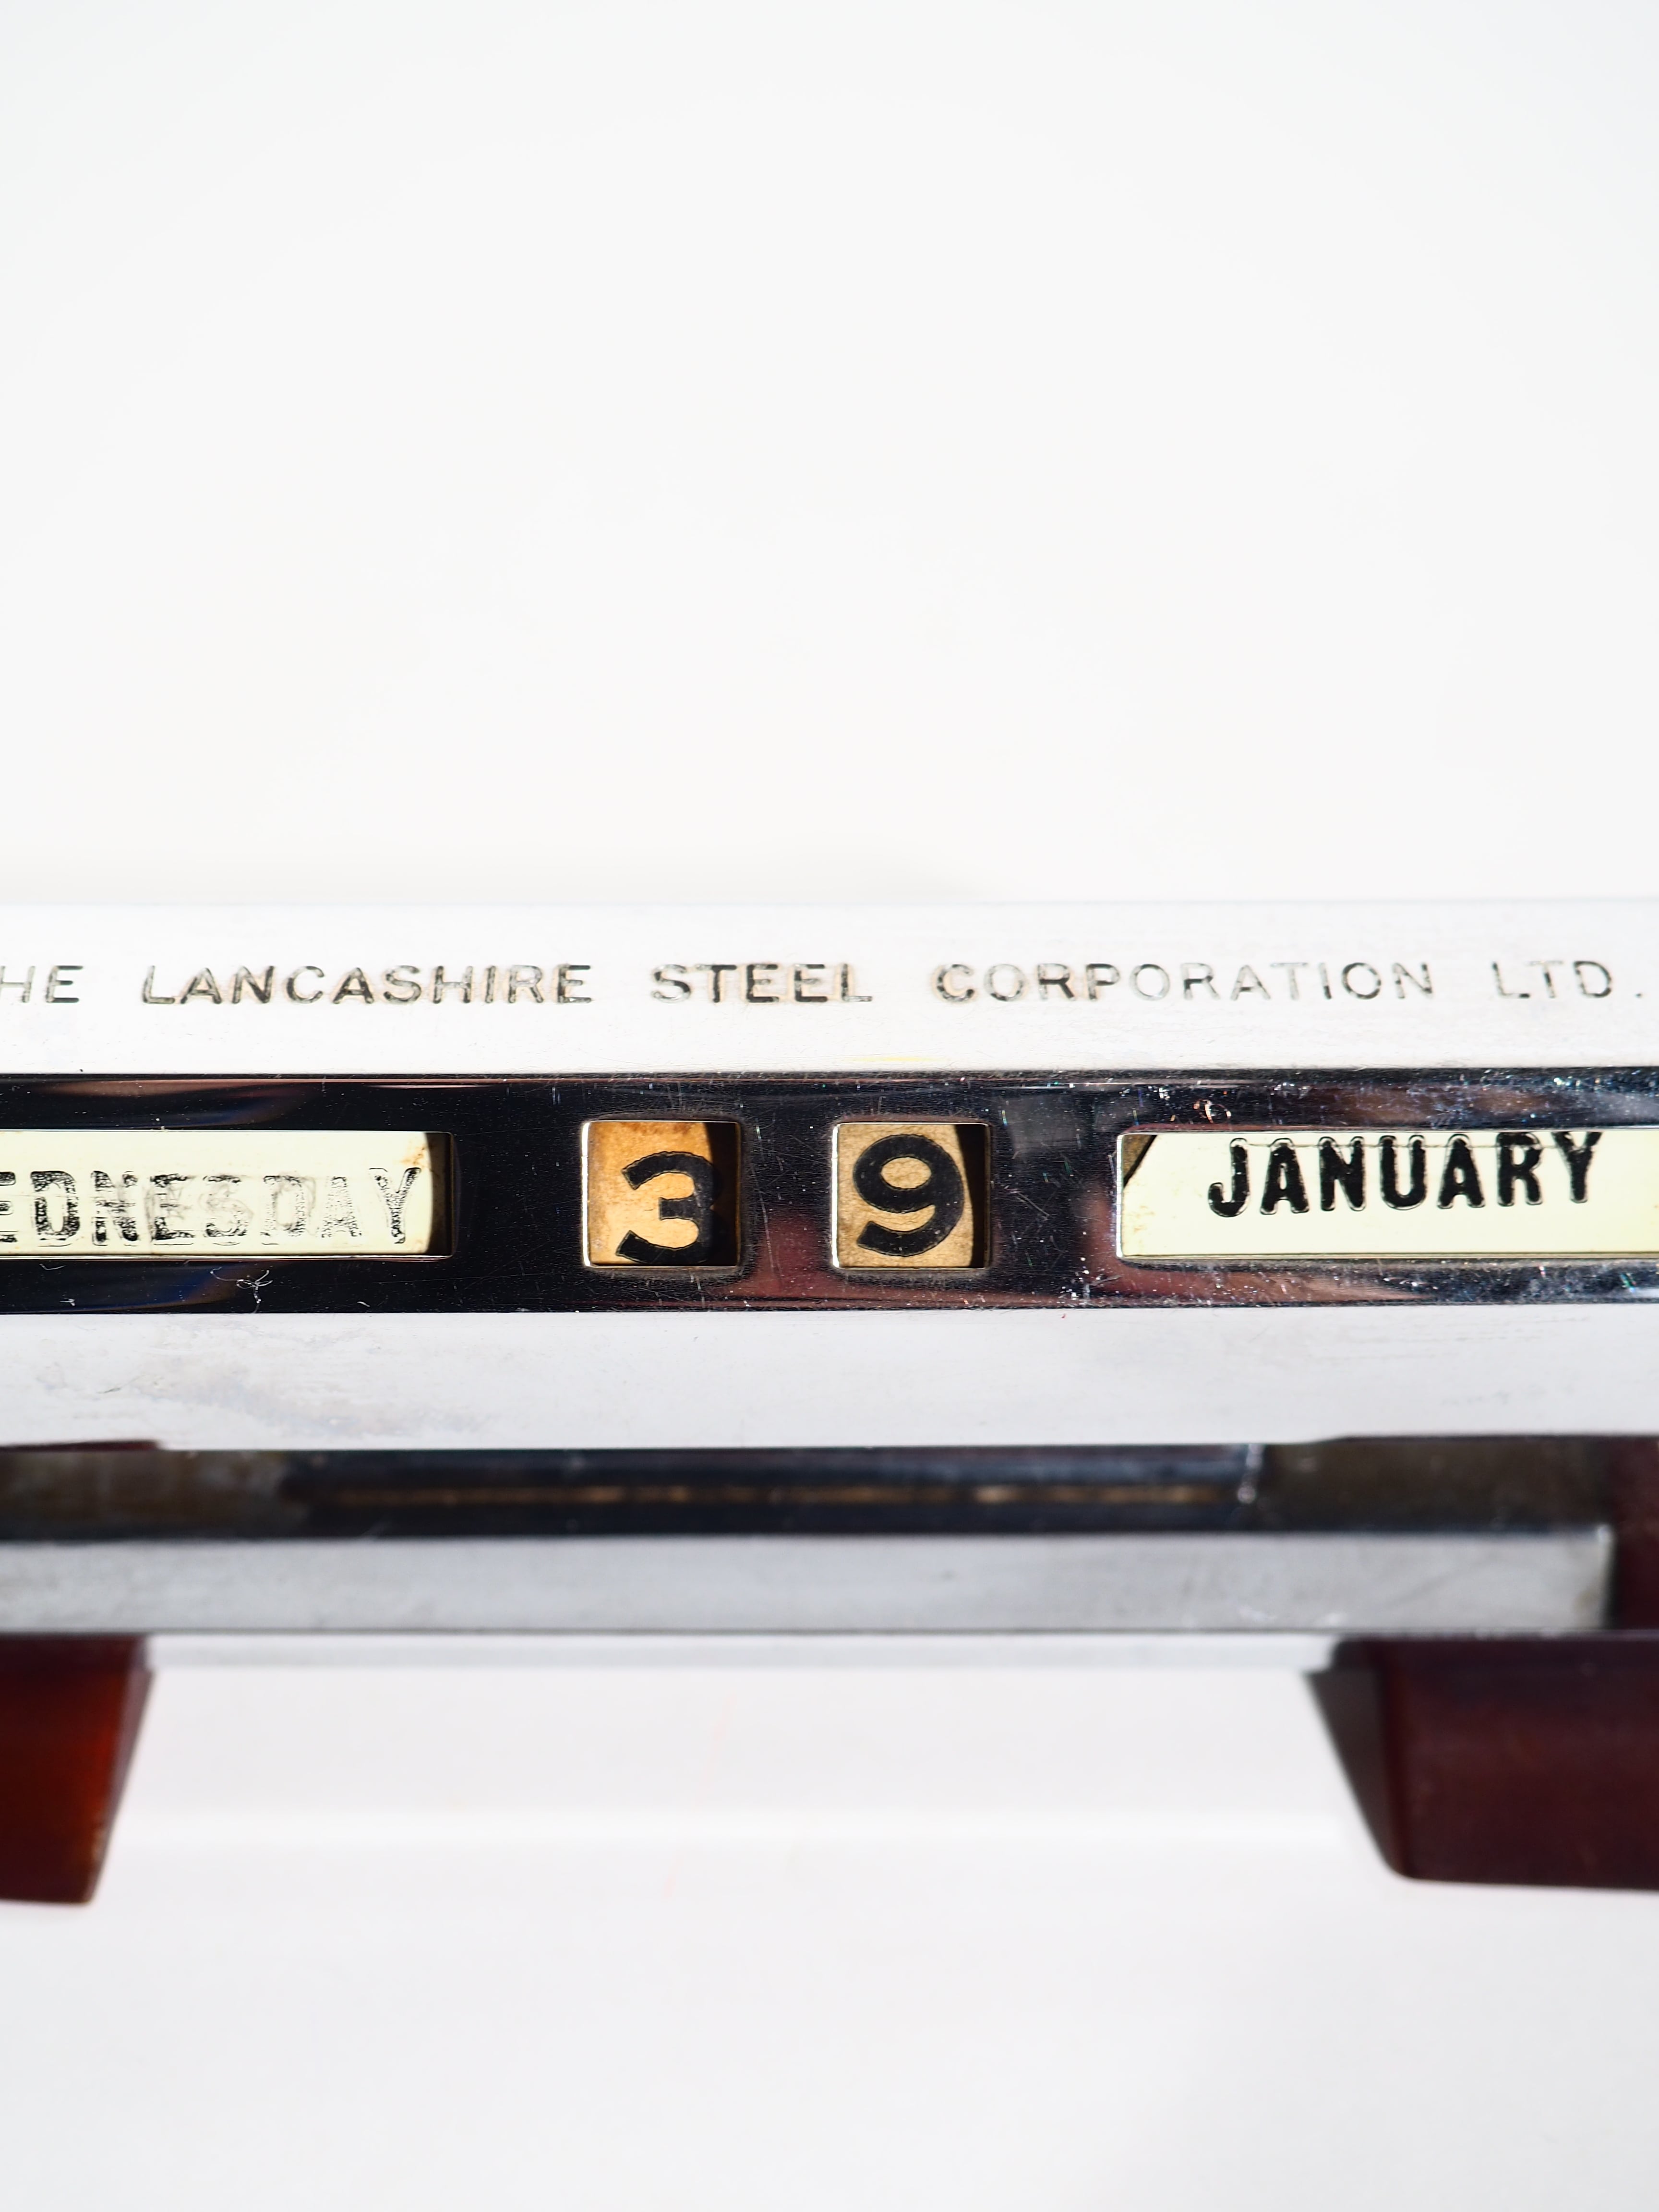 HE LANCASHIRE STEEL CORPORATION LTD.
EDNESDAY 3 9 JANUARY